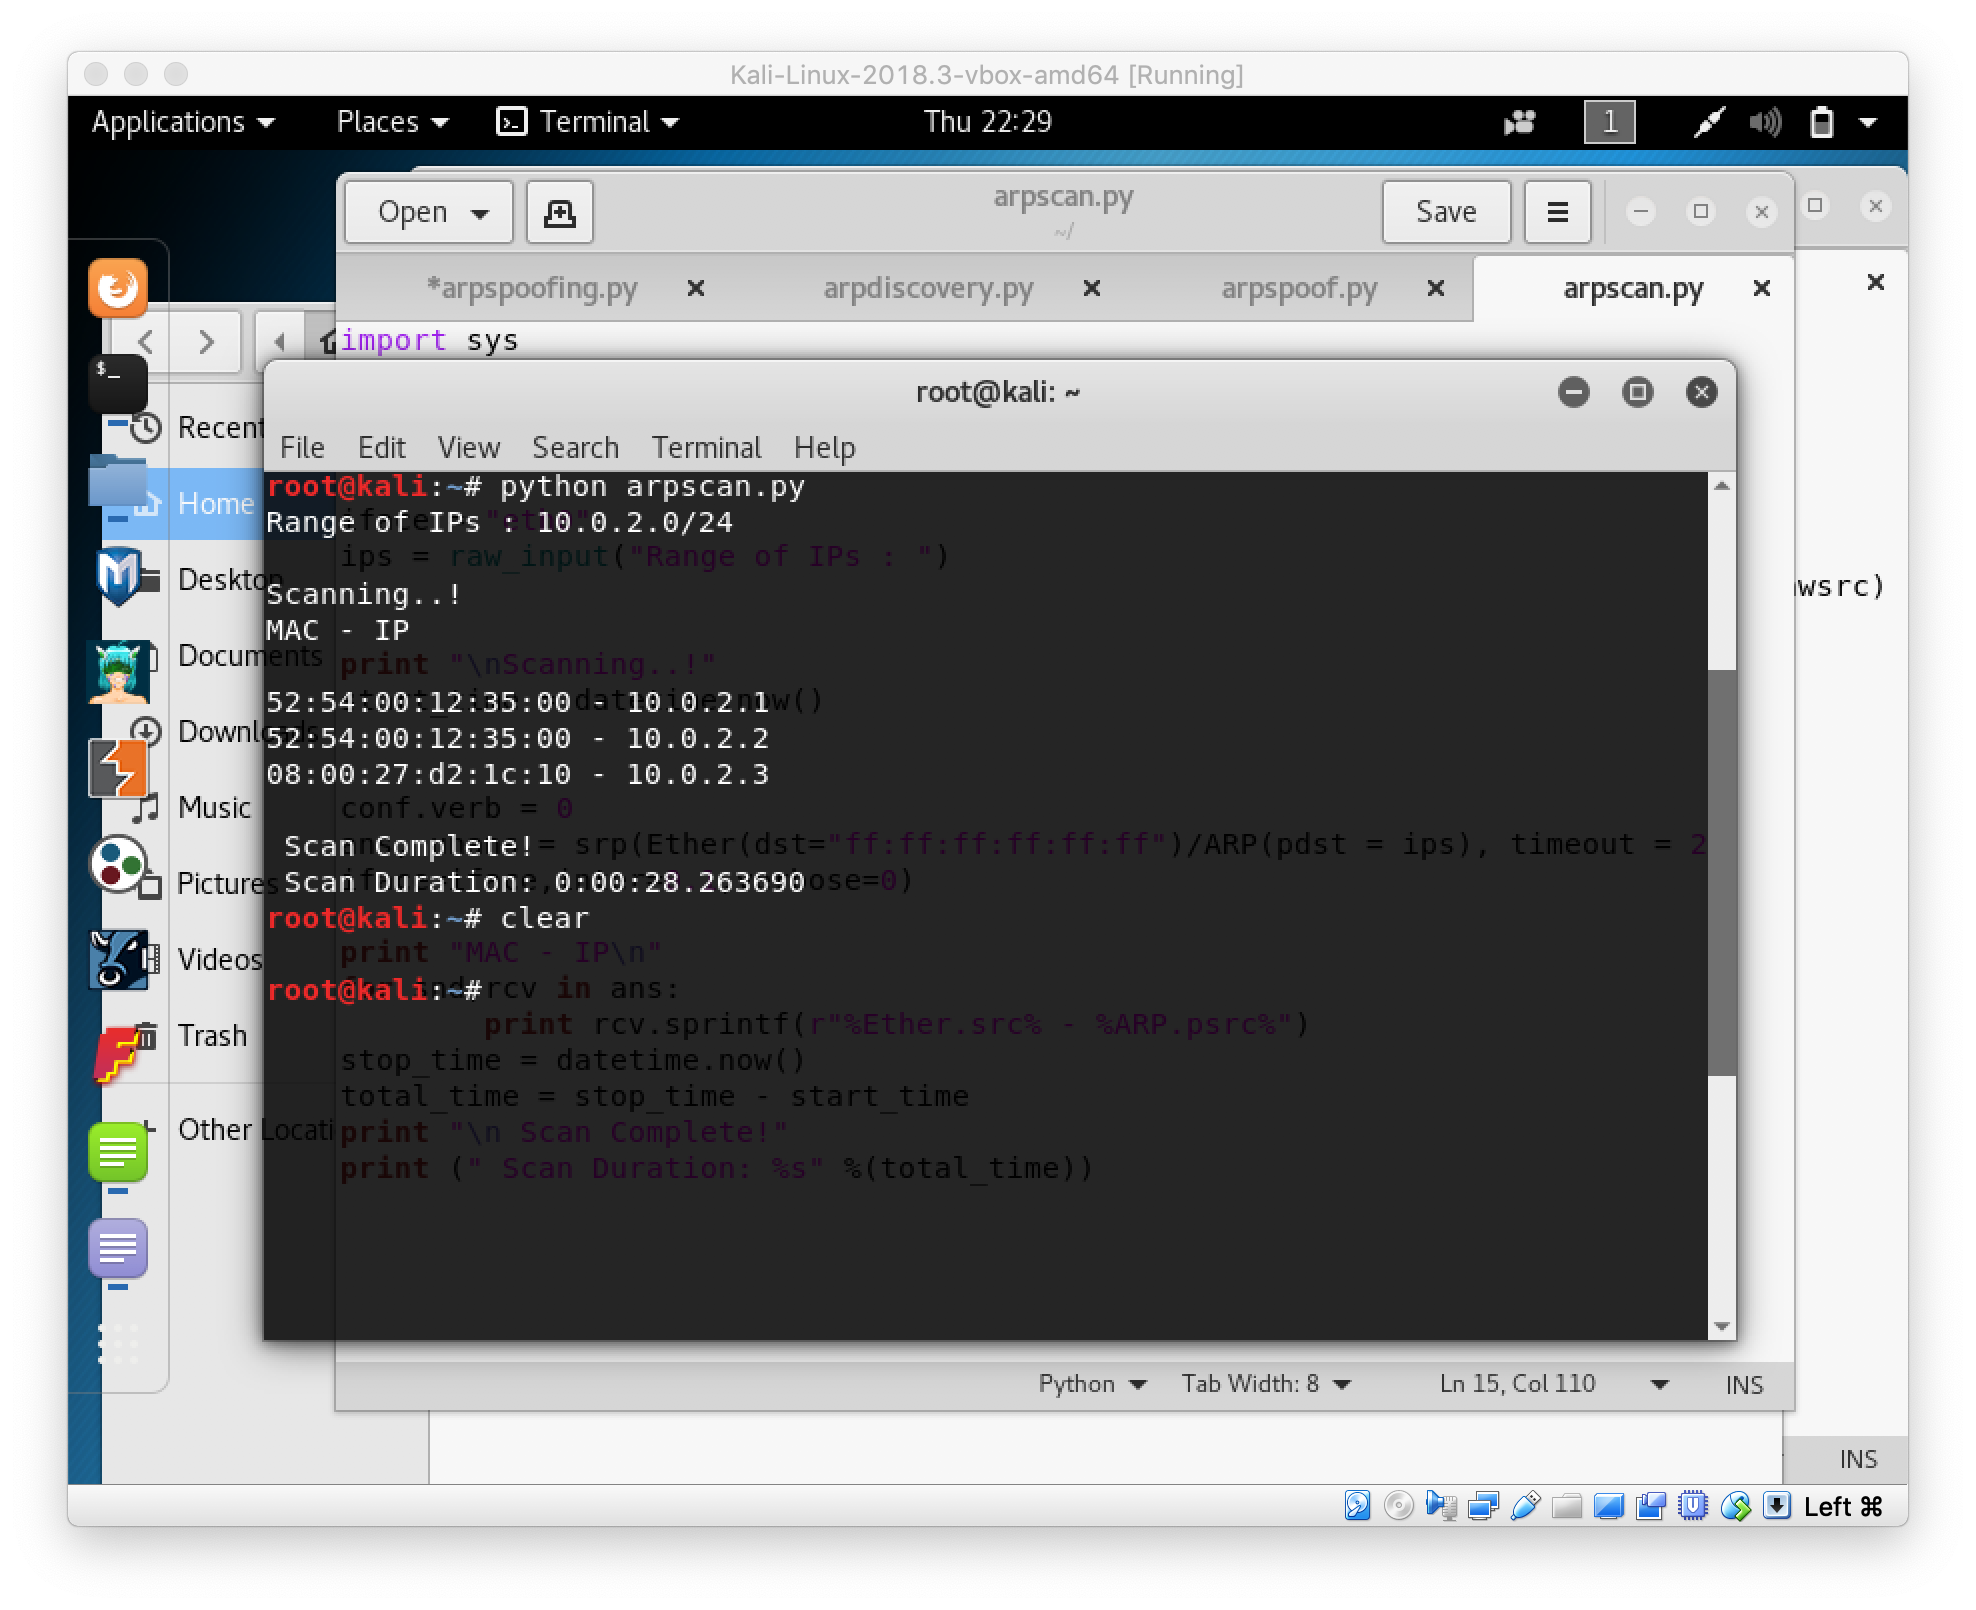 Kali-Linux-2018.3-vbox-amd64 [Running]
Applications Places Terminal Thu 22:29 1
Open arpscan.py Save
~/
*arpspoofing.py arpdiscovery.py arpspoof.py arpscan.py
import sys
root@kali: ~
File Edit View Search Terminal Help
root@kali:~# python arpscan.py
Range of IPs : 10.0.2.0/24
"eth0"
ips = raw_input("Range of IPs : ")
wsrc)
Scanning..!
MAC - IP
print "\nScanning..!"
52:54:00:12:35:00 - 10.0.2.1
52:54:00:12:35:00 - 10.0.2.2
08:00:27:d2:1c:10 - 10.0.2.3
conf.verb = 0
= srp(Ether(dst="ff:ff:ff:ff:ff:ff")/ARP(pdst = ips), timeout = 2
Scan Complete!
Scan Duration: 0:00:28.263690
root@kali:~# clear
print "MAC - IP\n"
root@kali:~#
rcv in ans:
print rcv.sprintf(r"%Ether.src% - %ARP.psrc%")
stop_time = datetime.now()
total_time = stop_time - start_time
print "\n Scan Complete!"
print (" Scan Duration: %s" %(total_time))
Recent
Home
Desktop
Documents
Downloads
Music
Pictures
Videos
Trash
Other Locati
Python Tab Width: 8 Ln 15, Col 110 INS
INS
Left ⌘